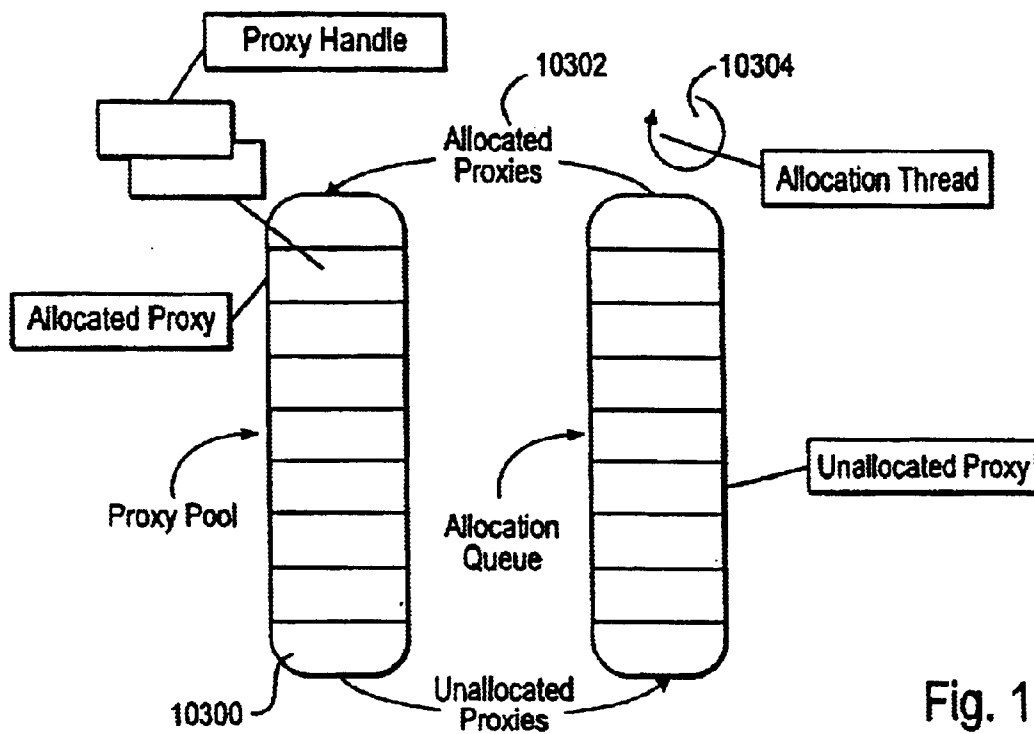 Proxy Handle
10302
10304
Allocated
Proxies
Allocation Thread
Allocated Proxy
Unallocated Proxy
Proxy Pool
Allocation
Queue
10300
Unallocated
Proxies
Fig. 1